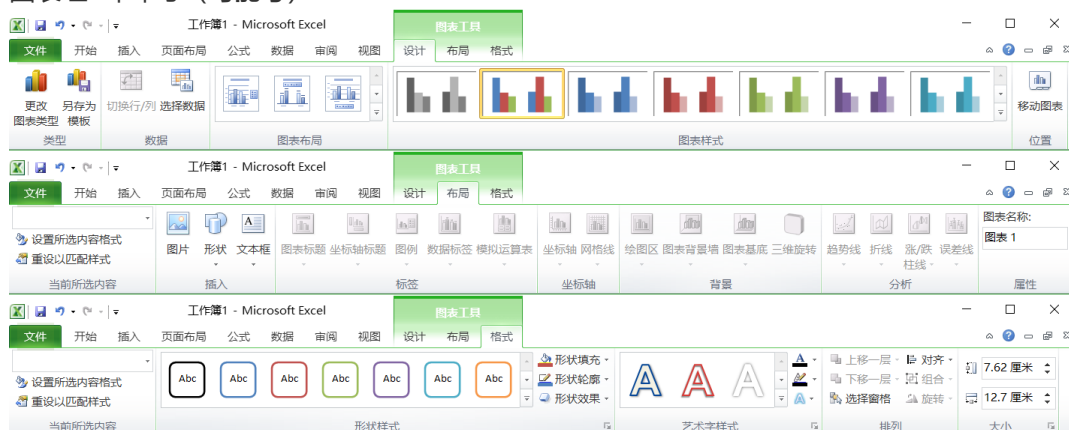 工作簿1 - Microsoft Excel
图表工具
文件 开始 插入 页面布局 公式 数据 审阅 视图 设计 布局 格式
更改 另存为 切换行/列 选择数据 移动图表
图表类型 模板
类型 数据 图表布局 图表样式 位置
工作簿1 - Microsoft Excel
图表工具
文件 开始 插入 页面布局 公式 数据 审阅 视图 设计 布局 格式
图表名称:
设置所选内容格式 图片 形状 文本框 图表标题 坐标轴标题 图例 数据标签 模拟运算表 坐标轴 网格线 绘图区 图表背景墙 图表基底 三维旋转 趋势线 折线 涨/跌 误差线 图表 1
重设以匹配样式 柱线
当前所选内容 插入 标签 坐标轴 背景 分析 属性
工作簿1 - Microsoft Excel
图表工具
文件 开始 插入 页面布局 公式 数据 审阅 视图 设计 布局 格式
形状填充 上移一层 对齐 7.62 厘米
设置所选内容格式 Abc Abc Abc Abc Abc Abc Abc 形状轮廓 A A A 下移一层 组合
重设以匹配样式 形状效果 选择窗格 旋转 12.7 厘米
当前所选内容 形状样式 艺术字样式 排列 大小